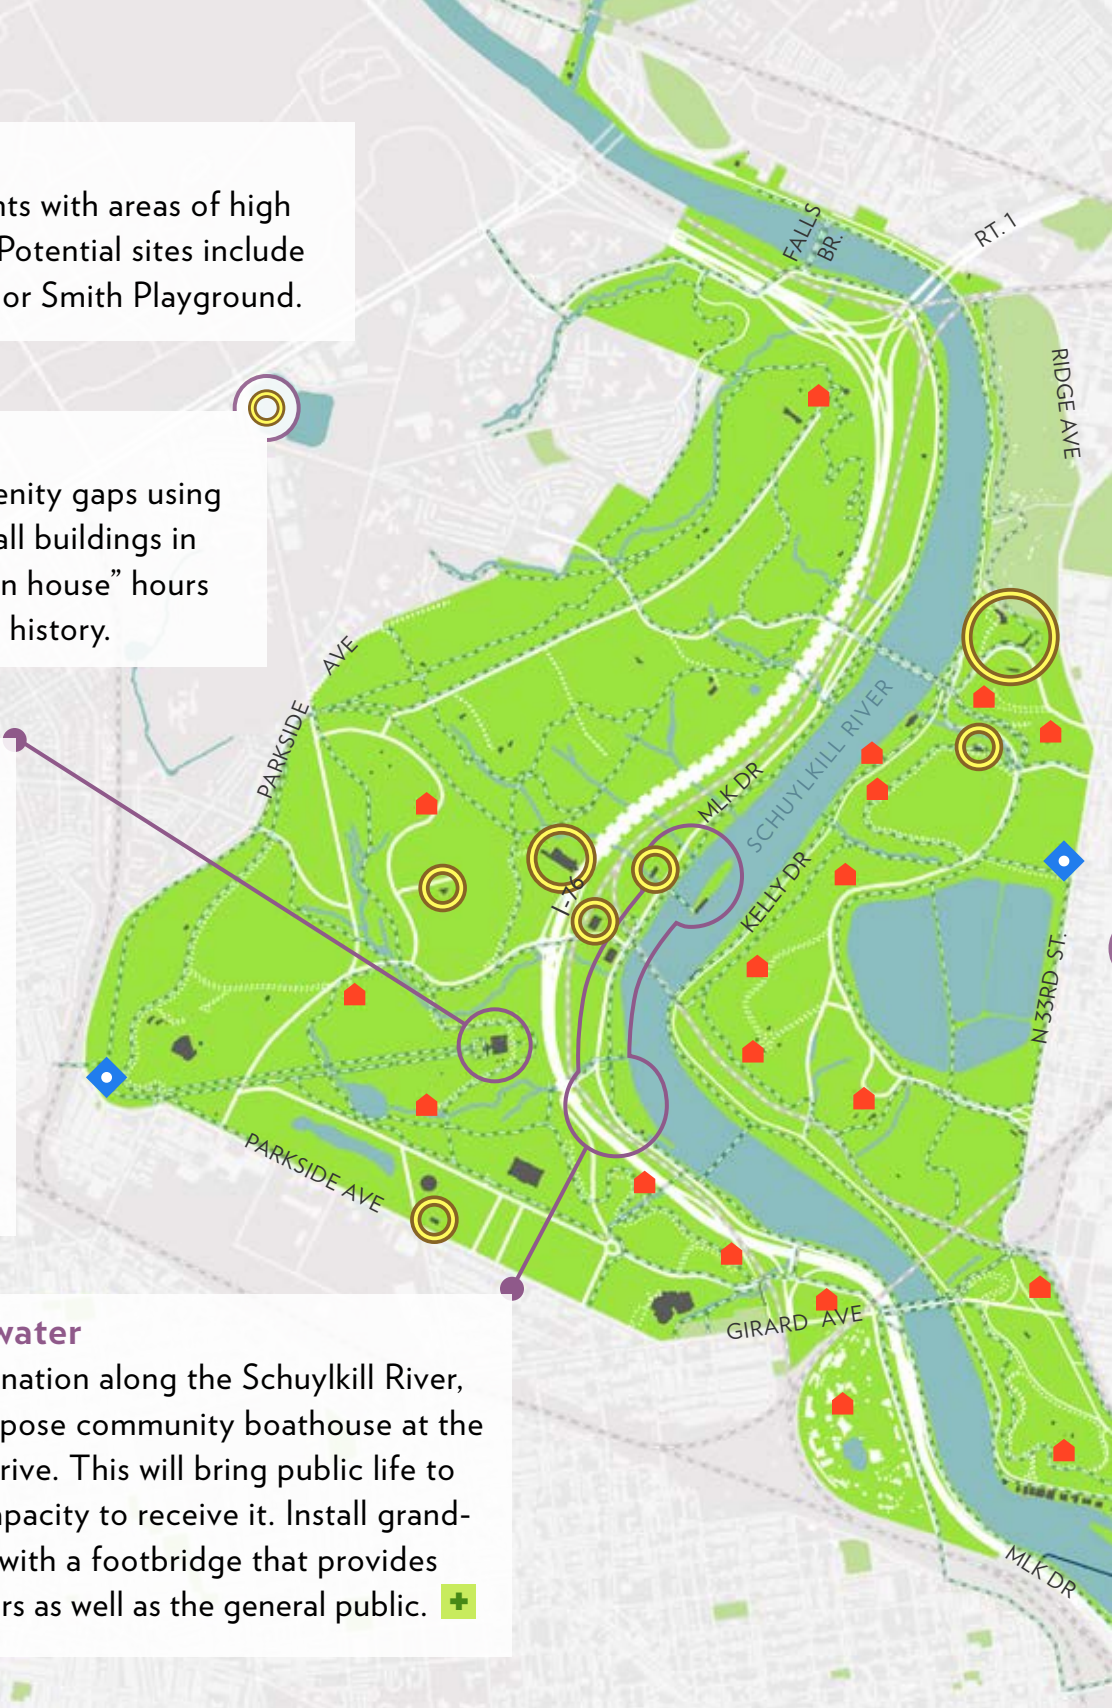 nts with areas of high
Potential sites include
or Smith Playground.
enity gaps using
all buildings in
n house” hours
history.
water
nation along the Schuylkill River,
pose community boathouse at the
rive. This will bring public life to
apacity to receive it. Install grand-
with a footbridge that provides
rs as well as the general public.
FALLS
BR.
RT. 1
RIDGE AVE
PARKSIDE AVE
SCHUYLKILL RIVER
MLK DR
KELLY DR
I-76
N 33RD ST.
PARKSIDE AVE
GIRARD AVE
MLK DR